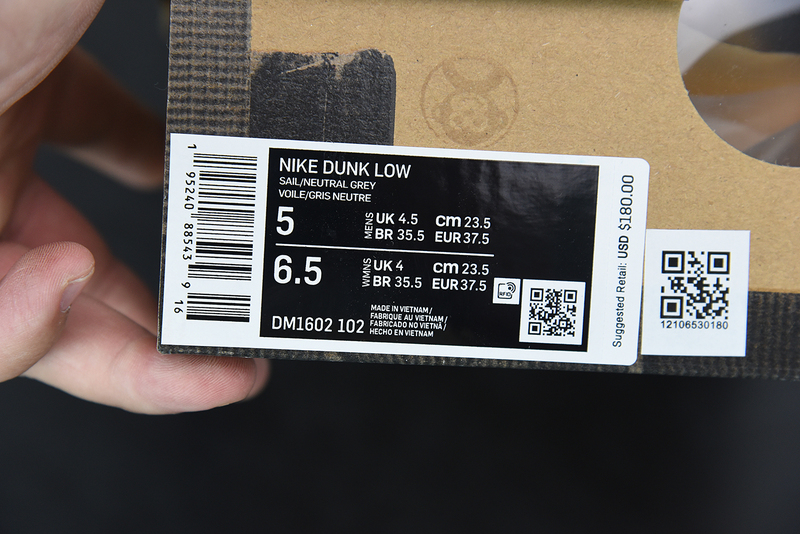 NIKE DUNK LOW
SAIL/NEUTRAL GREY
VOILE/GRIS NEUTRE
5 MENS UK 4.5 cm 23.5
BR 35.5 EUR 37.5
6.5 WMNS UK 4 cm 23.5
BR 35.5 EUR 37.5
RFID
DM1602 102
MADE IN VIETNAM /
FABRIQUE AU VIETNAM /
FABRICADO NO VIETNÃ /
HECHO EN VIETNAM
1 95240 88543 9 16
Suggested Retail: USD $180.00
12106530180